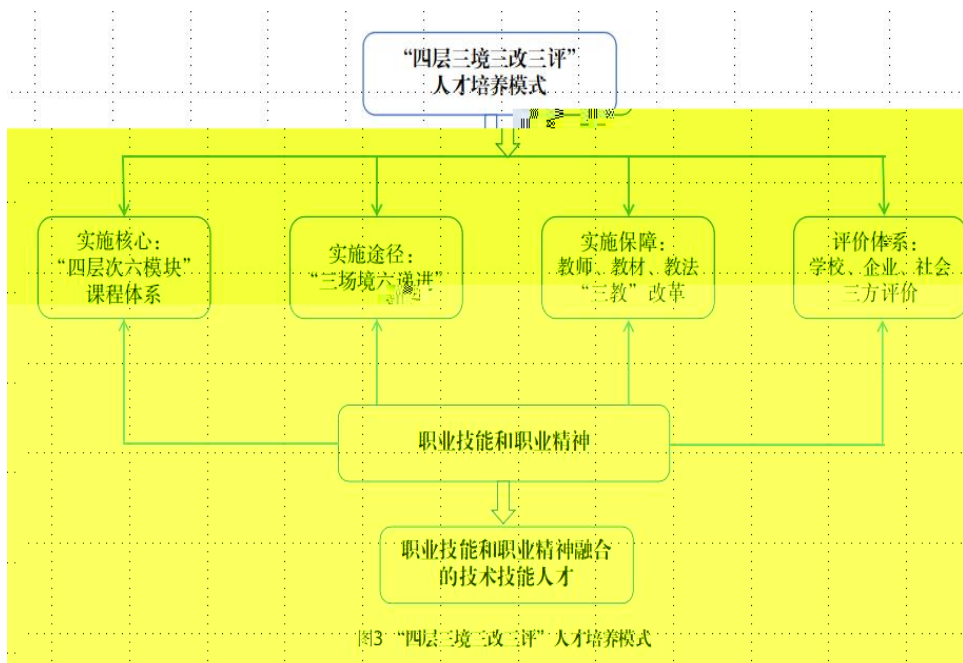 “四层三境三改三评”
人才培养模式
实施核心：
“四层次六模块”
课程体系
实施途径：
“三场境六递进”
实施保障：
教师、教材、教法
“三教”改革
评价体系：
学校、企业、社会
三方评价
职业技能和职业精神
职业技能和职业精神融合
的技术技能人才
图3 “四层三境三改三评”人才培养模式